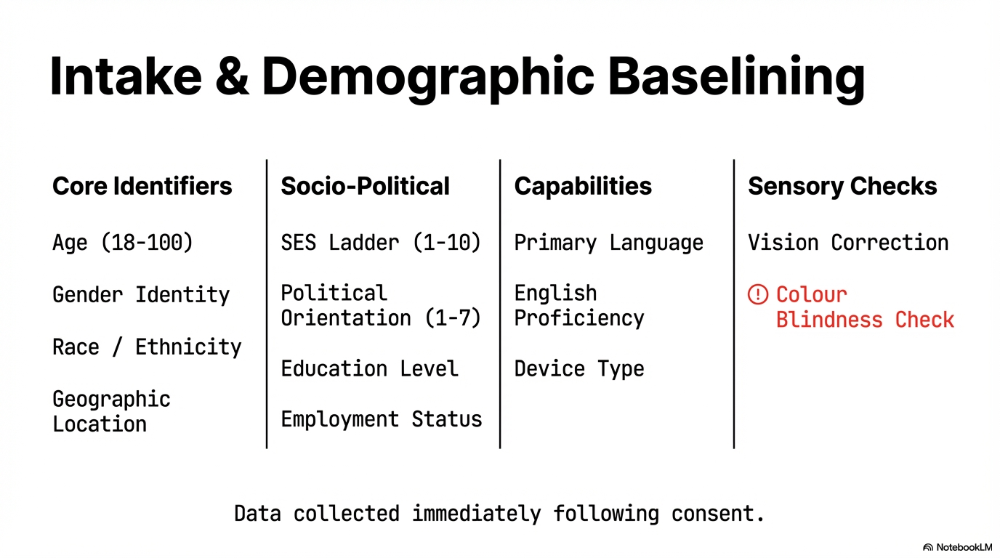 Intake & Demographic Baselining
Core Identifiers
Age (18-100)
Gender Identity
Race / Ethnicity
Geographic
Location
Socio-Political
SES Ladder (1-10)
Political
Orientation (1-7)
Education Level
Employment Status
Capabilities
Primary Language
English
Proficiency
Device Type
Sensory Checks
Vision Correction
Colour
Blindness Check
Data collected immediately following consent.
NotebookLM